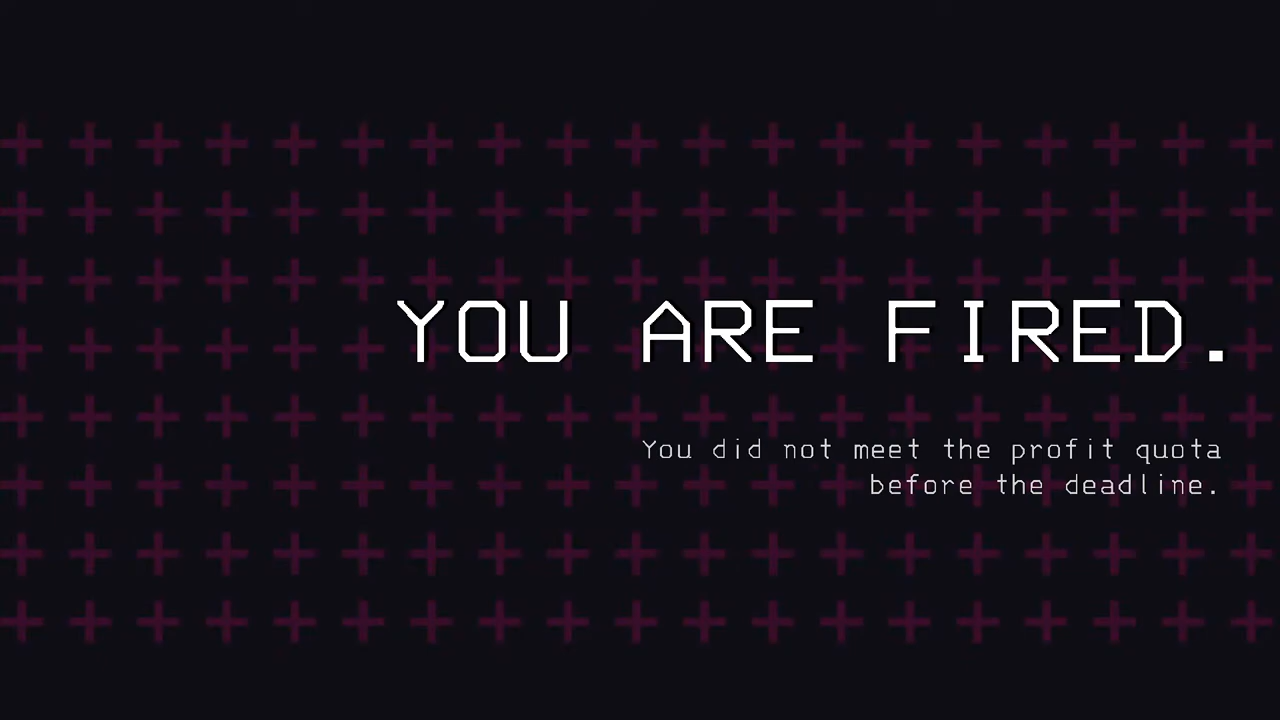 YOU ARE FIRED.
You did not meet the profit quota
before the deadline.